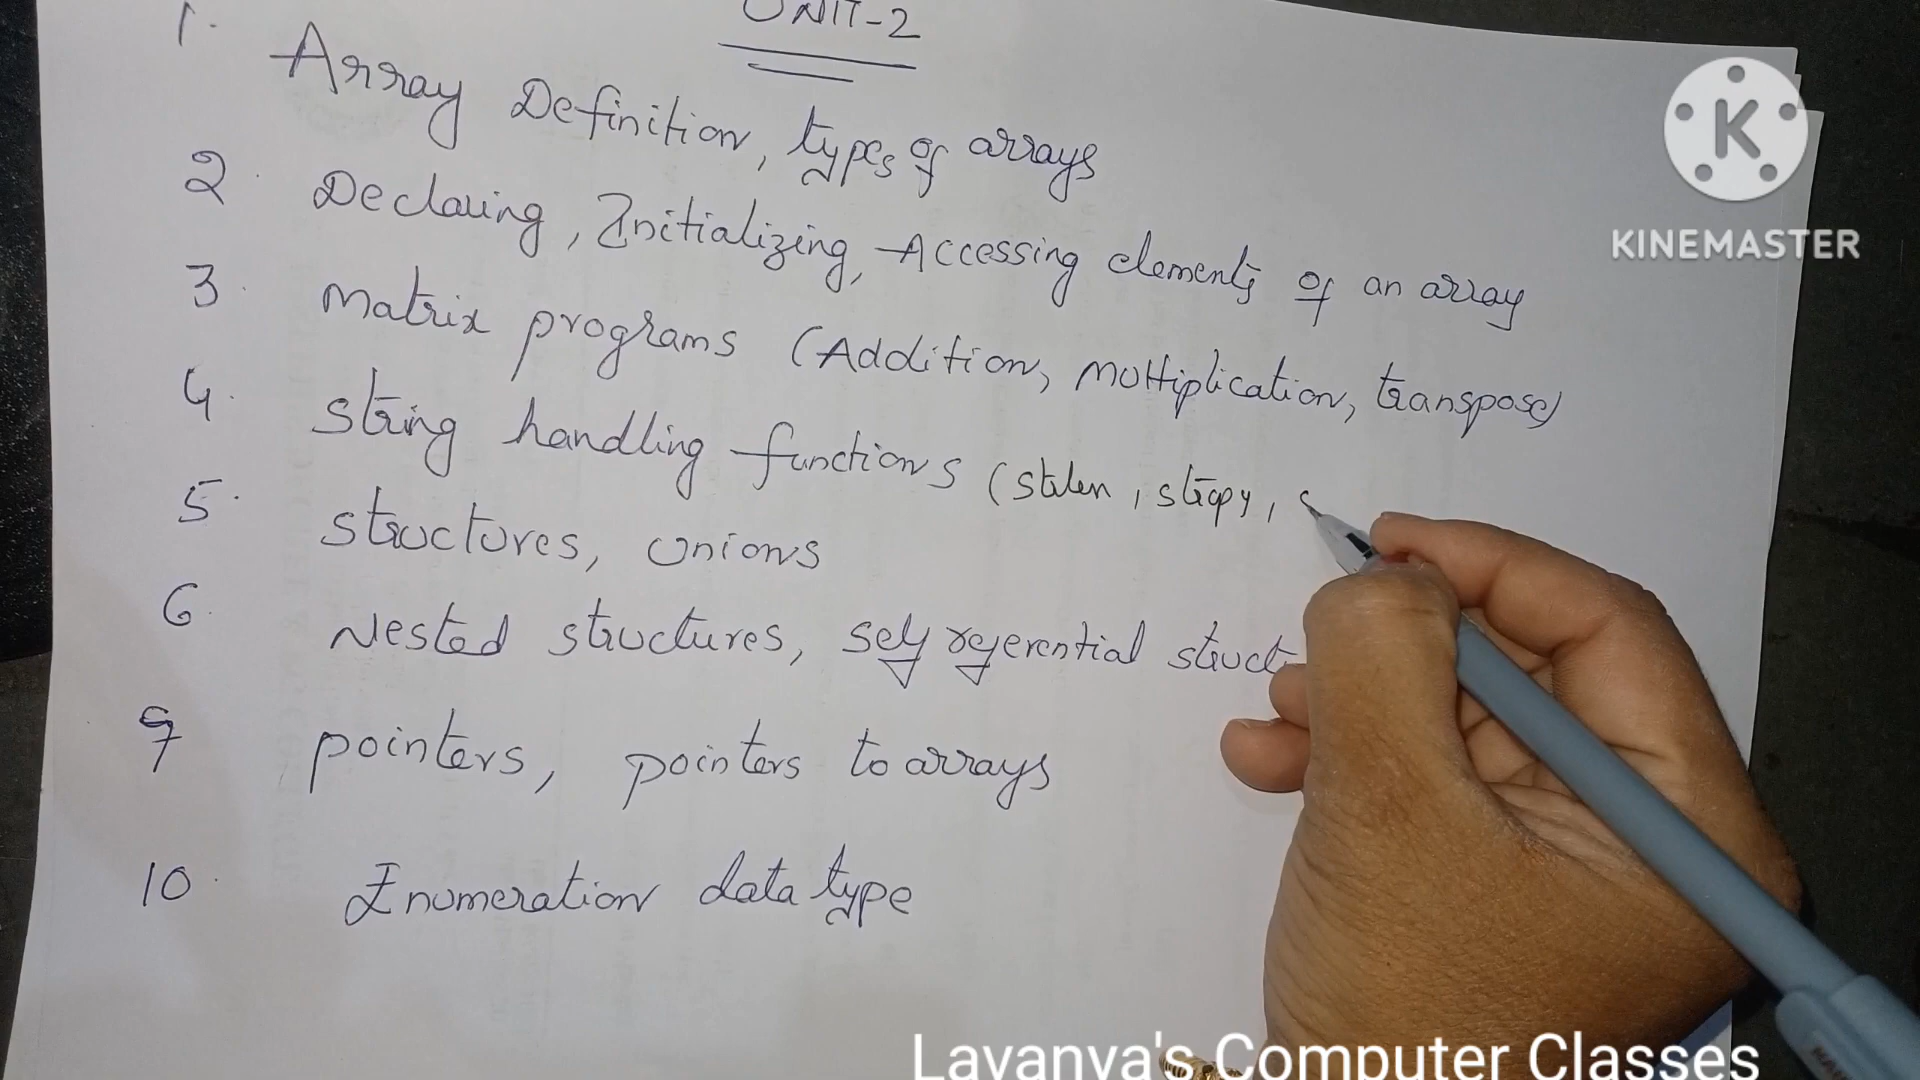 UNIT-2
1. Array Definition, types of arrays
2. Declaring, Initializing, Accessing elements of an array
3. Matrix programs (Addition, multiplication, transpose)
4. String handling functions (strlen, strcpy, s
5. structures, unions
6. Nested structures, self referential struct
9 pointers, pointers to arrays
10. Enumeration data type
K
KINEMASTER
Lavanya's Computer Classes